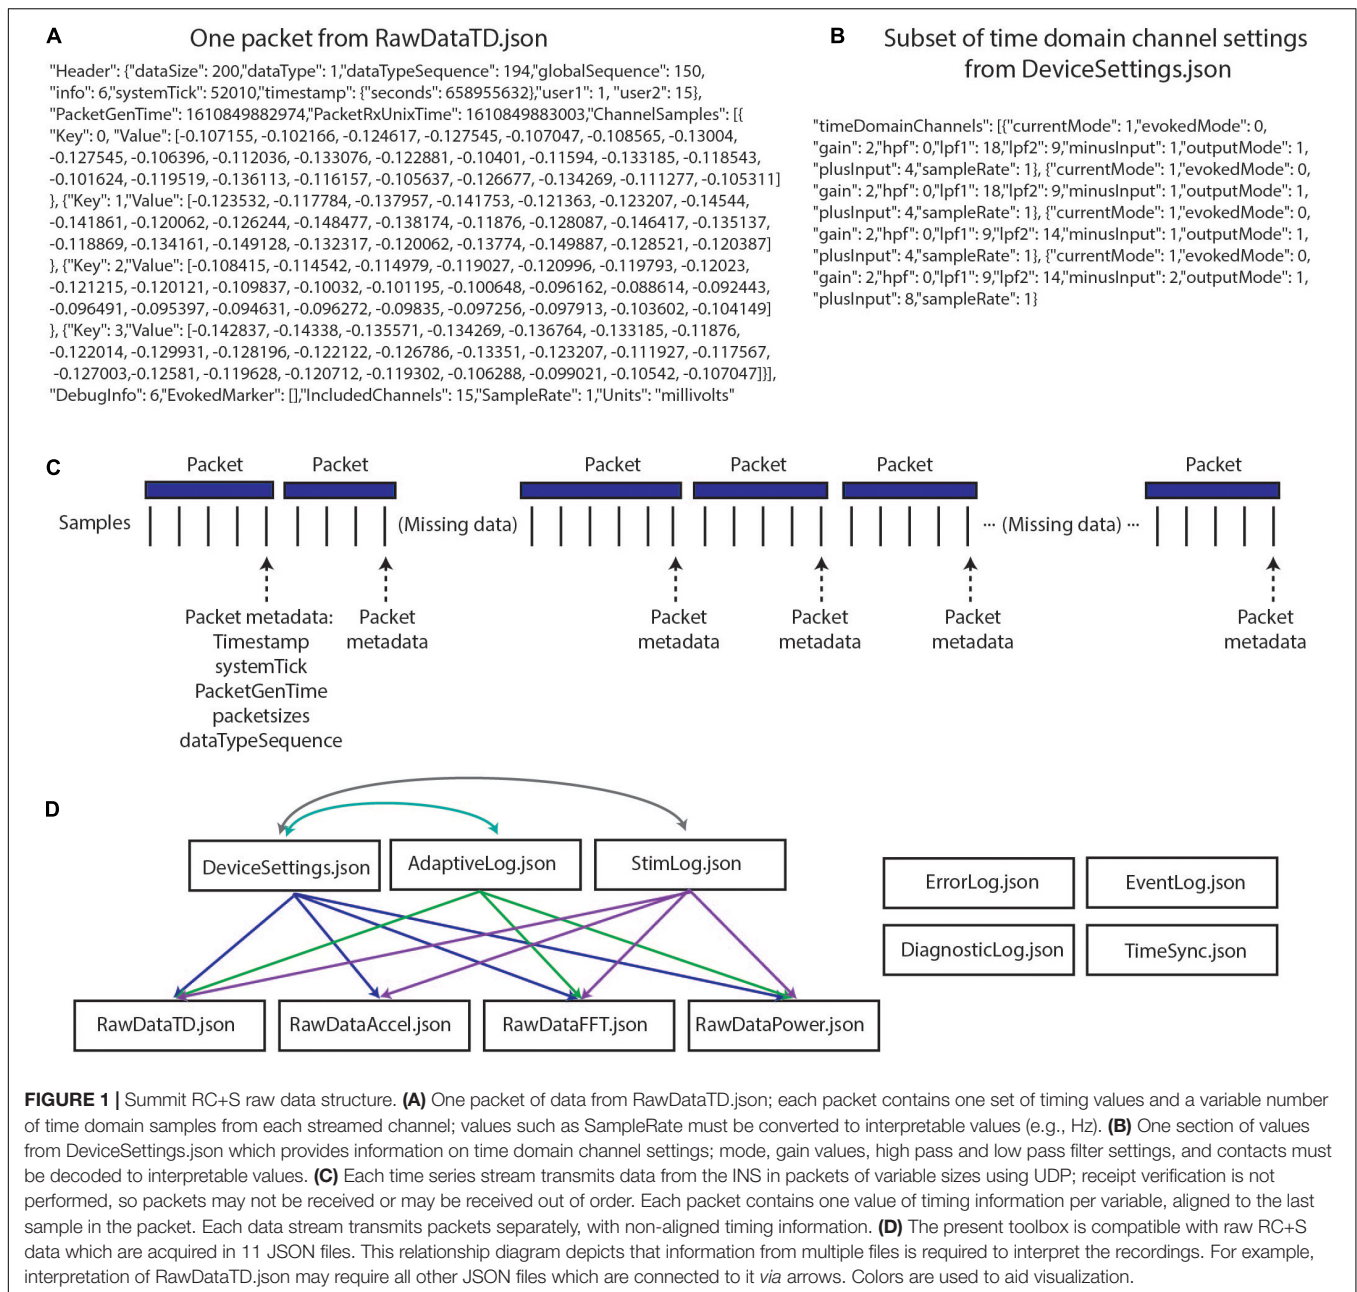 A
One packet from RawDataTD.json
"Header": {"dataSize": 200,"dataType": 1,"dataTypeSequence": 194,"globalSequence": 150,
"info": 6,"systemTick": 52010,"timestamp": {"seconds": 658955632},"user1": 1, "user2": 15},
"PacketGenTime": 1610849882974,"PacketRxUnixTime": 1610849883003,"ChannelSamples": [{
"Key": 0, "Value": [-0.107155, -0.102166, -0.124617, -0.127545, -0.107047, -0.108565, -0.13004,
-0.127545, -0.106396, -0.112036, -0.133076, -0.122881, -0.10401, -0.11594, -0.133185, -0.118543,
-0.101624, -0.119519, -0.136113, -0.116157, -0.105637, -0.126677, -0.134269, -0.111277, -0.105311]
}, {"Key": 1,"Value": [-0.123532, -0.117784, -0.137957, -0.141753, -0.121363, -0.123207, -0.14544,
-0.141861, -0.120062, -0.126244, -0.148477, -0.138174, -0.11876, -0.128087, -0.146417, -0.135137,
-0.118869, -0.134161, -0.149128, -0.132317, -0.120062, -0.13774, -0.149887, -0.128521, -0.120387]
}, {"Key": 2,"Value": [-0.108415, -0.114542, -0.114979, -0.119027, -0.120996, -0.119793, -0.12023,
-0.121215, -0.120121, -0.109837, -0.10032, -0.101195, -0.100648, -0.096162, -0.088614, -0.092443,
-0.096491, -0.095397, -0.094631, -0.096272, -0.09835, -0.097256, -0.097913, -0.103602, -0.104149]
}, {"Key": 3,"Value": [-0.142837, -0.14338, -0.135571, -0.134269, -0.136764, -0.133185, -0.11876,
-0.122014, -0.129931, -0.128196, -0.122122, -0.126786, -0.13351, -0.123207, -0.111927, -0.117567,
-0.127003,-0.12581, -0.119628, -0.120712, -0.119302, -0.106288, -0.099021, -0.10542, -0.107047]}],
"DebugInfo": 6,"EvokedMarker": [],"IncludedChannels": 15,"SampleRate": 1,"Units": "millivolts"
B
Subset of time domain channel settings
from DeviceSettings.json
"timeDomainChannels": [{"currentMode": 1,"evokedMode": 0,
"gain": 2,"hpf": 0,"lpf1": 18,"lpf2": 9,"minusInput": 1,"outputMode": 1,
"plusInput": 4,"sampleRate": 1}, {"currentMode": 1,"evokedMode": 0,
"gain": 2,"hpf": 0,"lpf1": 18,"lpf2": 9,"minusInput": 1,"outputMode": 1,
"plusInput": 4,"sampleRate": 1}, {"currentMode": 1,"evokedMode": 0,
"gain": 2,"hpf": 0,"lpf1": 9,"lpf2": 14,"minusInput": 1,"outputMode": 1,
"plusInput": 4,"sampleRate": 1}, {"currentMode": 1,"evokedMode": 0,
"gain": 2,"hpf": 0,"lpf1": 9,"lpf2": 14,"minusInput": 2,"outputMode": 1,
"plusInput": 8,"sampleRate": 1}
C
Packet Packet Packet Packet Packet Packet
Samples (Missing data) ··· (Missing data) ···
Packet metadata:
Timestamp
systemTick
PacketGenTime
packetsizes
dataTypeSequence
Packet
metadata
Packet
metadata
Packet
metadata
Packet
metadata
Packet
metadata
D
DeviceSettings.json
AdaptiveLog.json
StimLog.json
ErrorLog.json
EventLog.json
DiagnosticLog.json
TimeSync.json
RawDataTD.json
RawDataAccel.json
RawDataFFT.json
RawDataPower.json
FIGURE 1 | Summit RC+S raw data structure. (A) One packet of data from RawDataTD.json; each packet contains one set of timing values and a variable number
of time domain samples from each streamed channel; values such as SampleRate must be converted to interpretable values (e.g., Hz). (B) One section of values
from DeviceSettings.json which provides information on time domain channel settings; mode, gain values, high pass and low pass filter settings, and contacts must
be decoded to interpretable values. (C) Each time series stream transmits data from the INS in packets of variable sizes using UDP; receipt verification is not
performed, so packets may not be received or may be received out of order. Each packet contains one value of timing information per variable, aligned to the last
sample in the packet. Each data stream transmits packets separately, with non-aligned timing information. (D) The present toolbox is compatible with raw RC+S
data which are acquired in 11 JSON files. This relationship diagram depicts that information from multiple files is required to interpret the recordings. For example,
interpretation of RawDataTD.json may require all other JSON files which are connected to it via arrows. Colors are used to aid visualization.